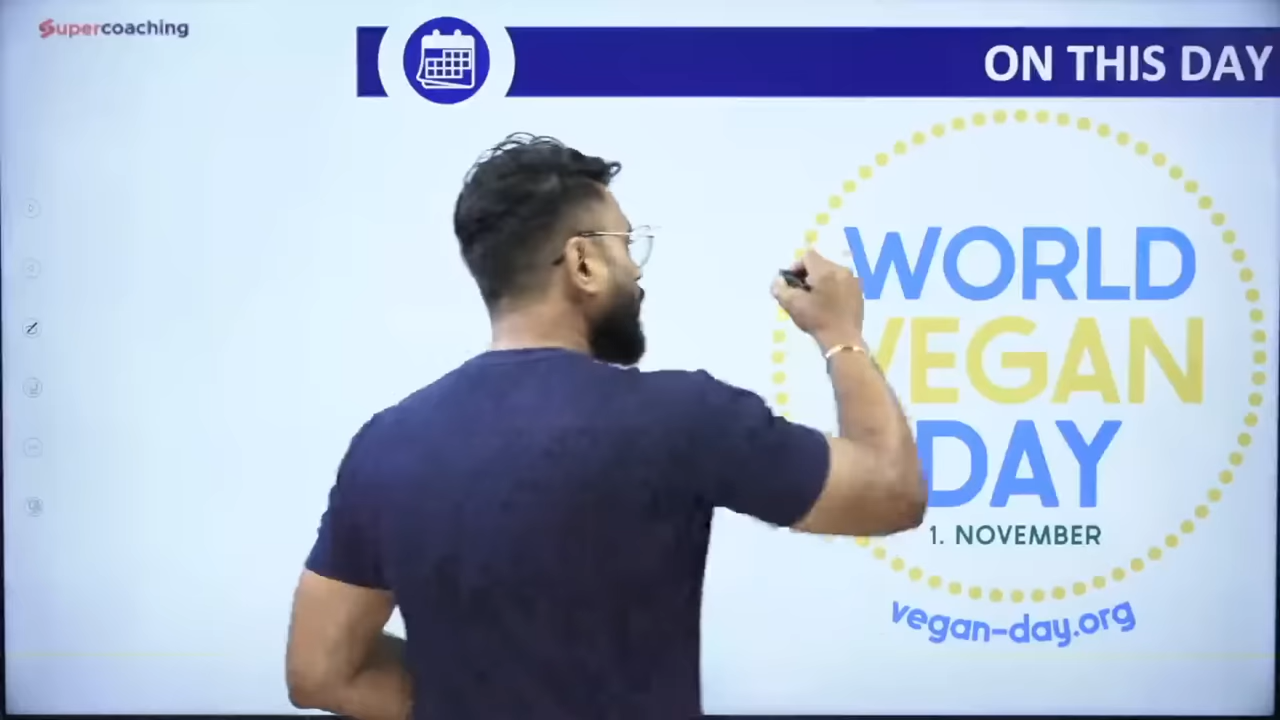 Supercoaching
ON THIS DAY
WORLD
VEGAN
DAY
1. NOVEMBER
vegan-day.org